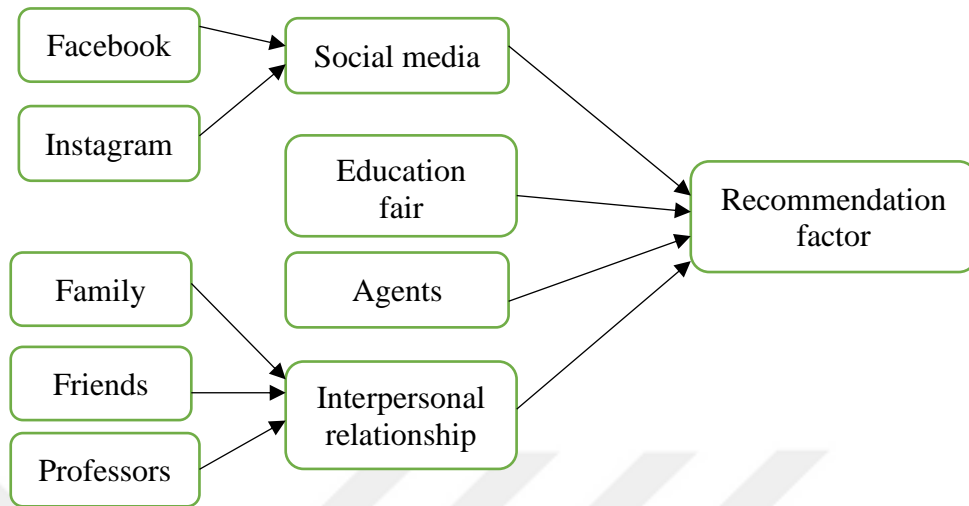 Facebook
Social media
Instagram
Education
fair
Recommendation
factor
Family
Agents
Friends
Interpersonal
relationship
Professors